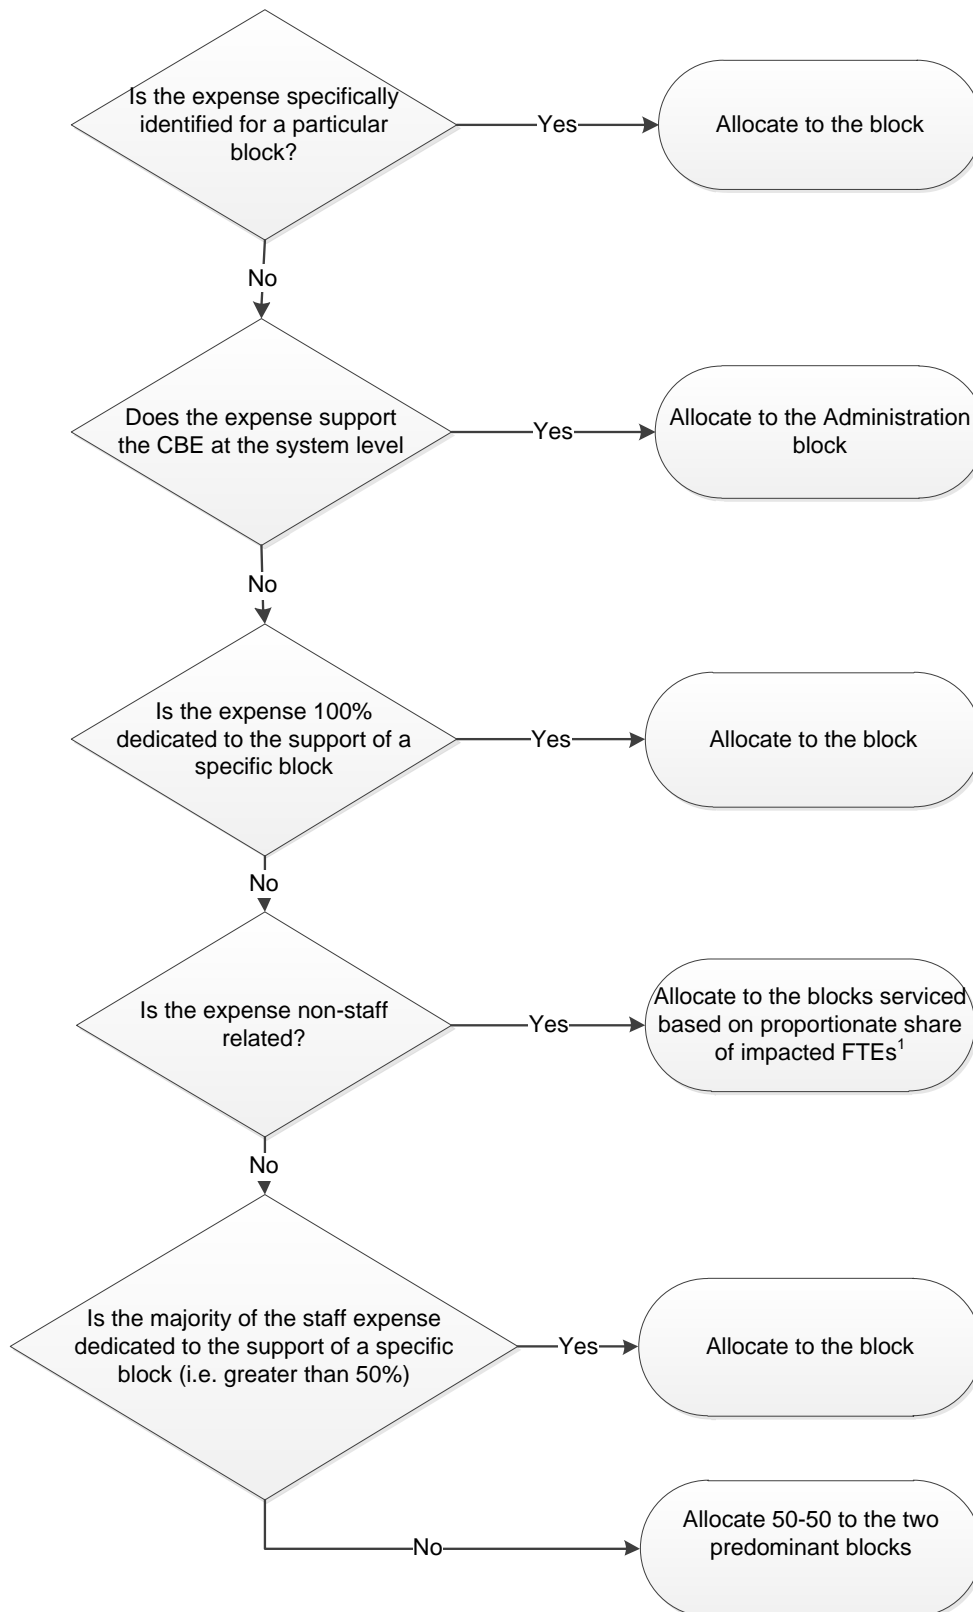 Is the expense specifically
identified for a particular
block?
Yes
Allocate to the block
No
Does the expense support
the CBE at the system level
Yes
Allocate to the Administration
block
No
Is the expense 100%
dedicated to the support of a
specific block
Yes
Allocate to the block
No
Is the expense non-staff
related?
Yes
Allocate to the blocks serviced
based on proportionate share
of impacted FTEs¹
No
Is the majority of the staff expense
dedicated to the support of a specific
block (i.e. greater than 50%)
Yes
Allocate to the block
No
Allocate 50-50 to the two
predominant blocks